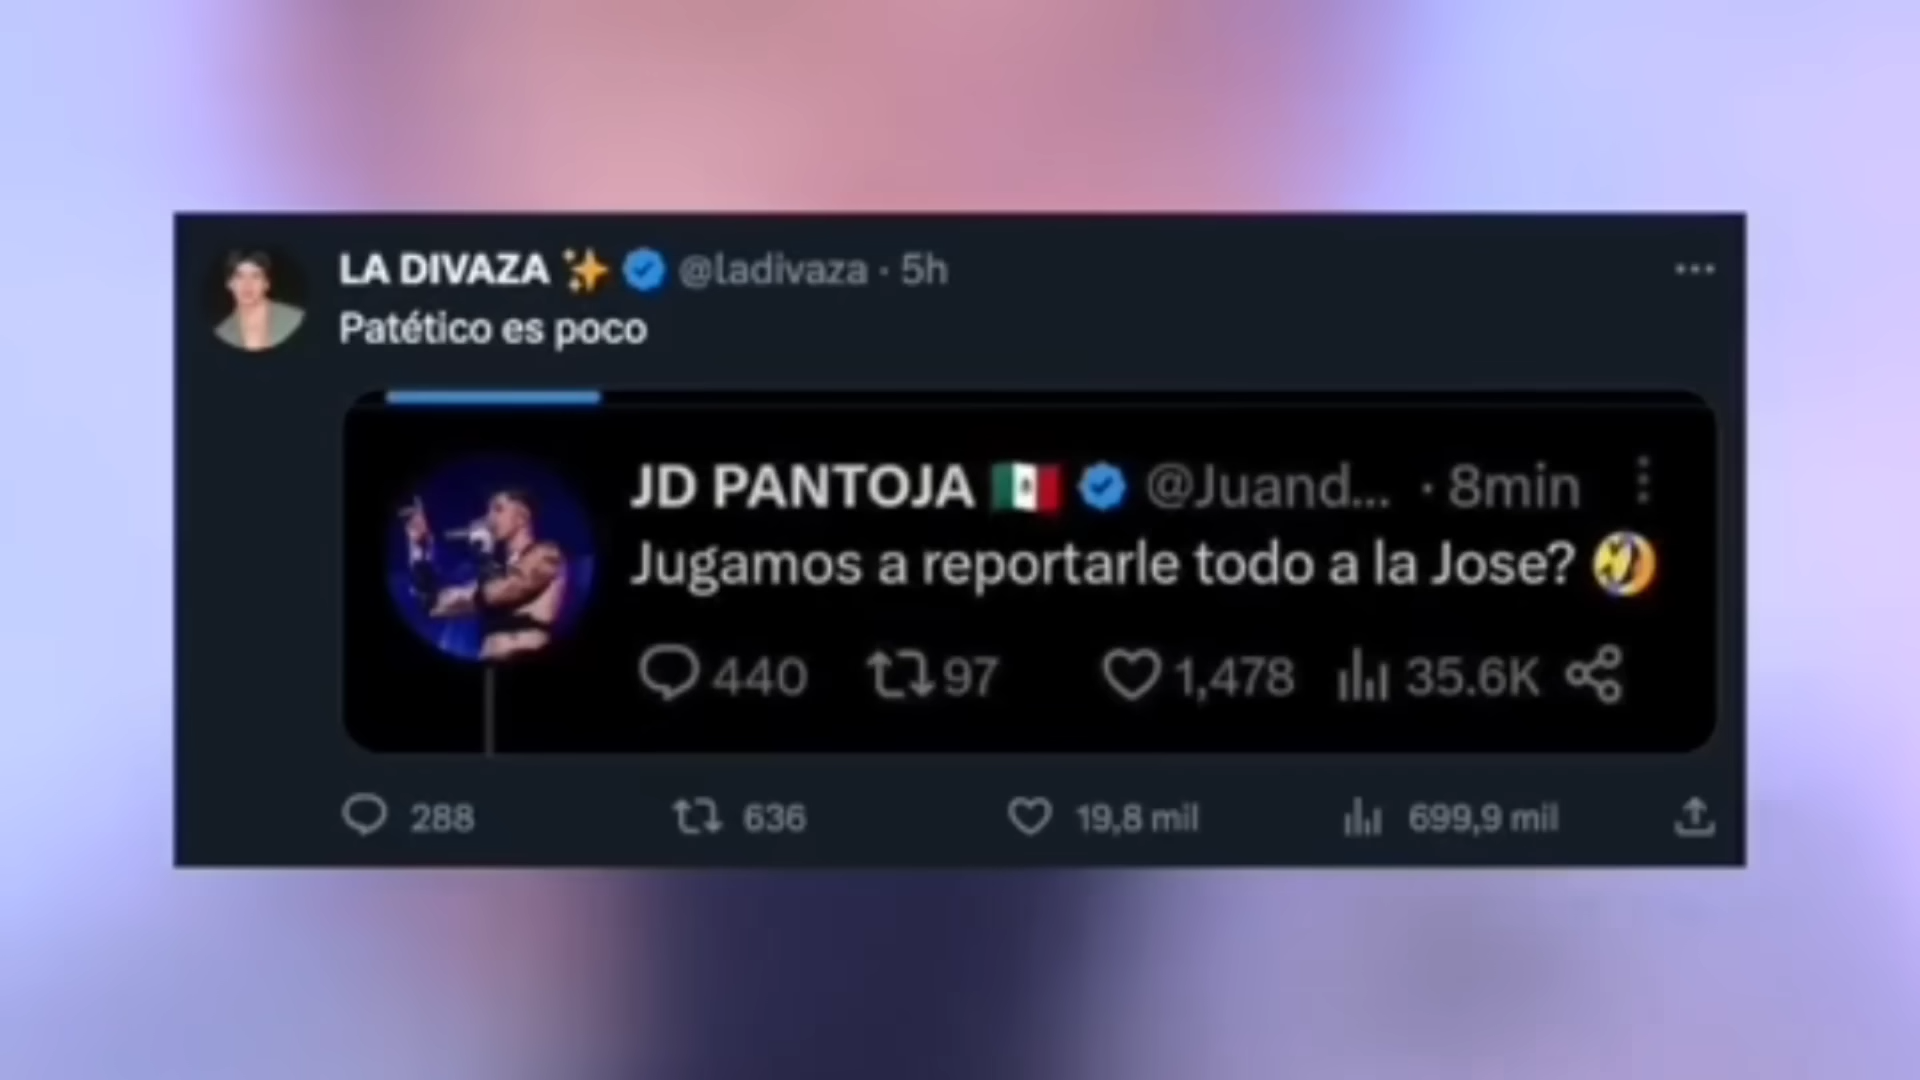 LA DIVAZA ✨ @ladivaza · 5h
Patético es poco
JD PANTOJA 🇲🇽 @Juand... · 8min
Jugamos a reportarle todo a la Jose? 🤣
440 97 1,478 35.6K
288 636 19,8 mil 699,9 mil